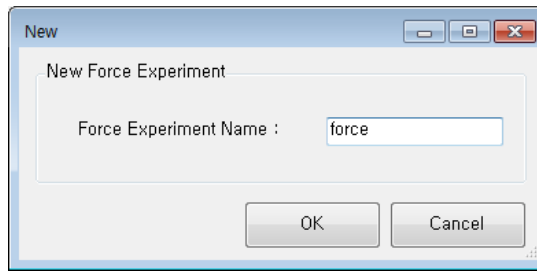 New
New Force Experiment
Force Experiment Name :
force
OK
Cancel